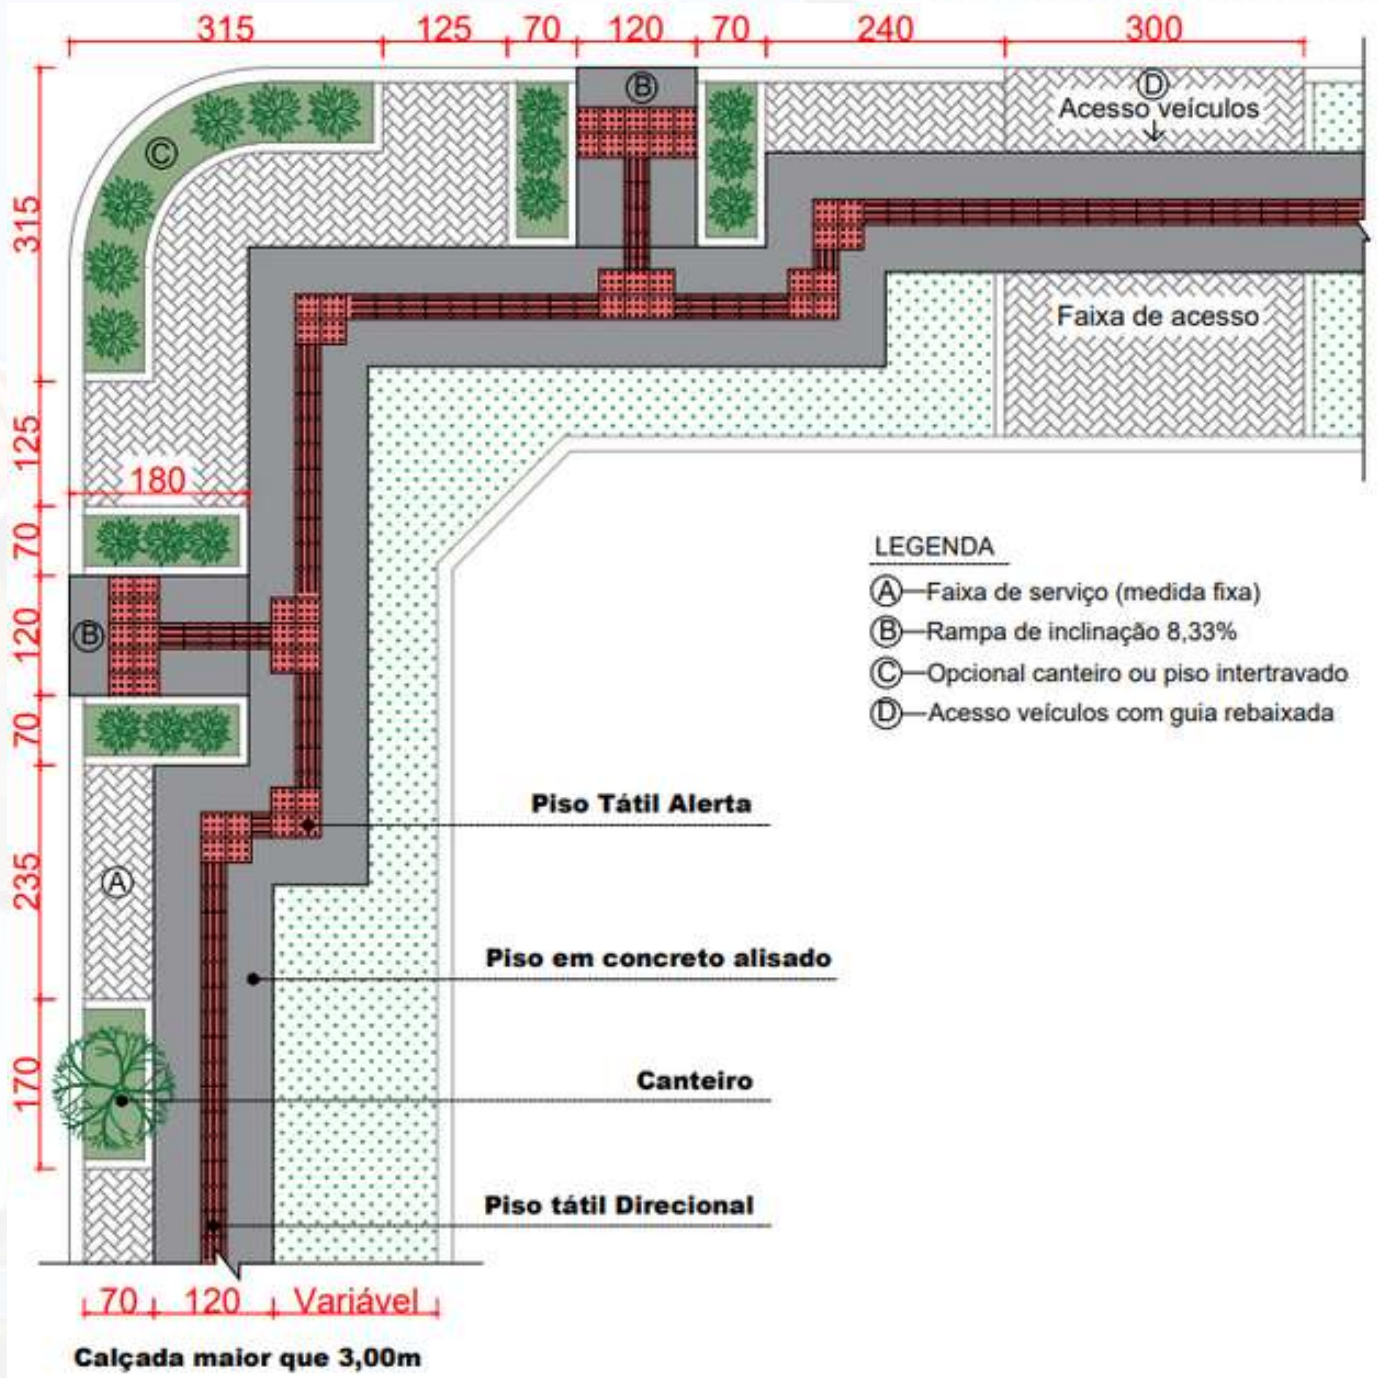 315 125 70 120 70 240 300
B
D
Acesso veículos
C
315
Faixa de acesso
125
180
70
LEGENDA
A Faixa de serviço (medida fixa)
B Rampa de inclinação 8,33%
C Opcional canteiro ou piso intertravado
D Acesso veículos com guia rebaixada
120
B
70
Piso Tátil Alerta
235
A
Piso em concreto alisado
170
Canteiro
Piso tátil Direcional
70 120 Variável
Calçada maior que 3,00m